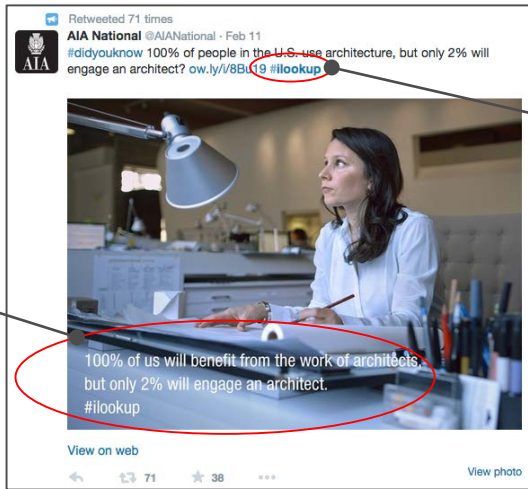 Retweeted 71 times
AIA National @AIANational · Feb 11
#didyouknow 100% of people in the U.S. use architecture, but only 2% will
engage an architect? ow.ly/i/8Bu19 #ilookup
AIA
100% of us will benefit from the work of architects,
but only 2% will engage an architect.
#ilookup
View on web
71 38
View photo